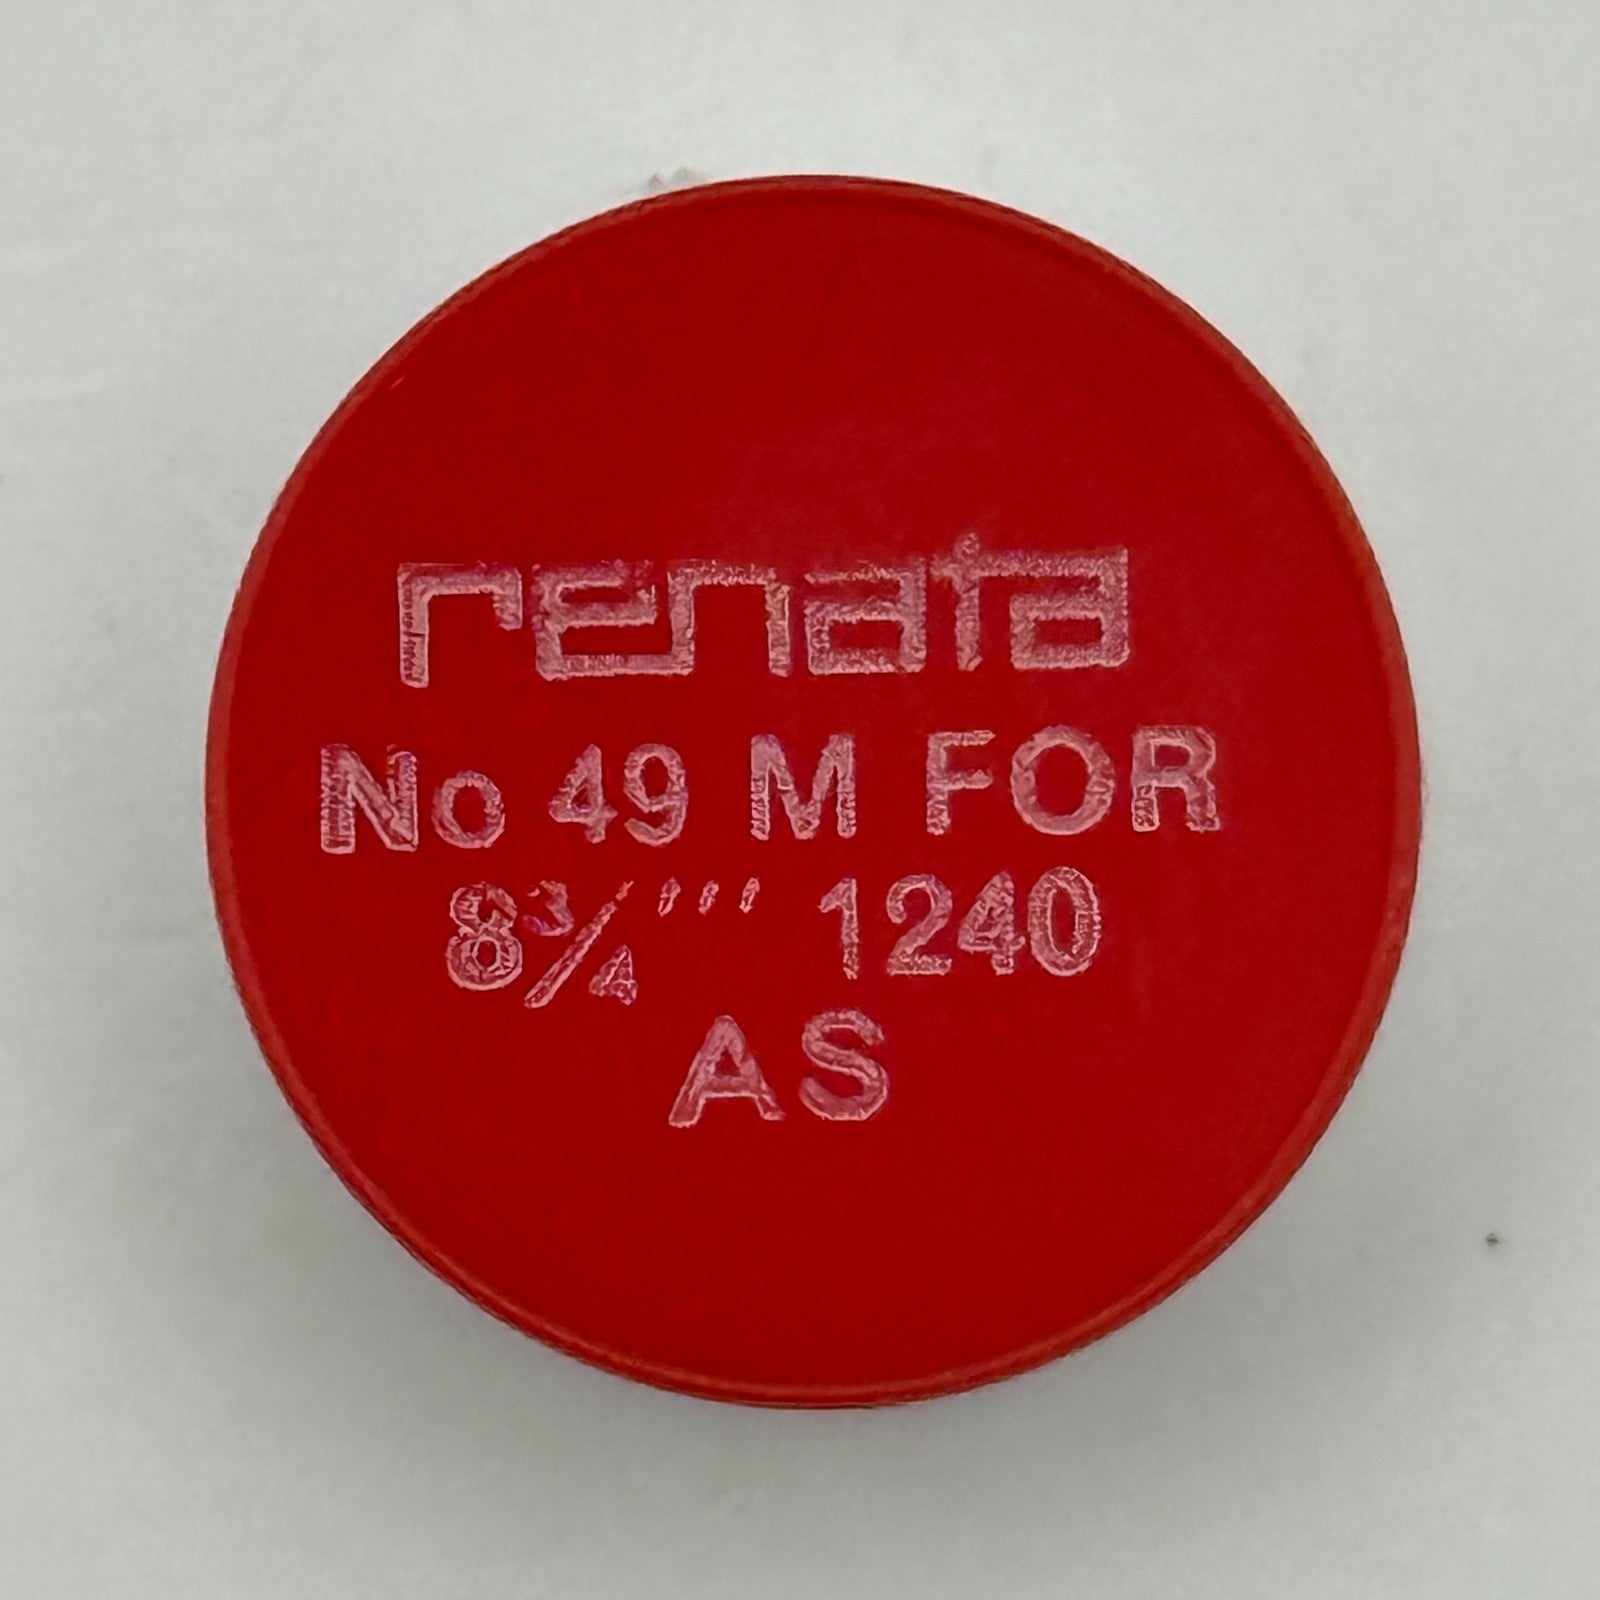 renata
No 49 M FOR
8¾''' 1240
AS